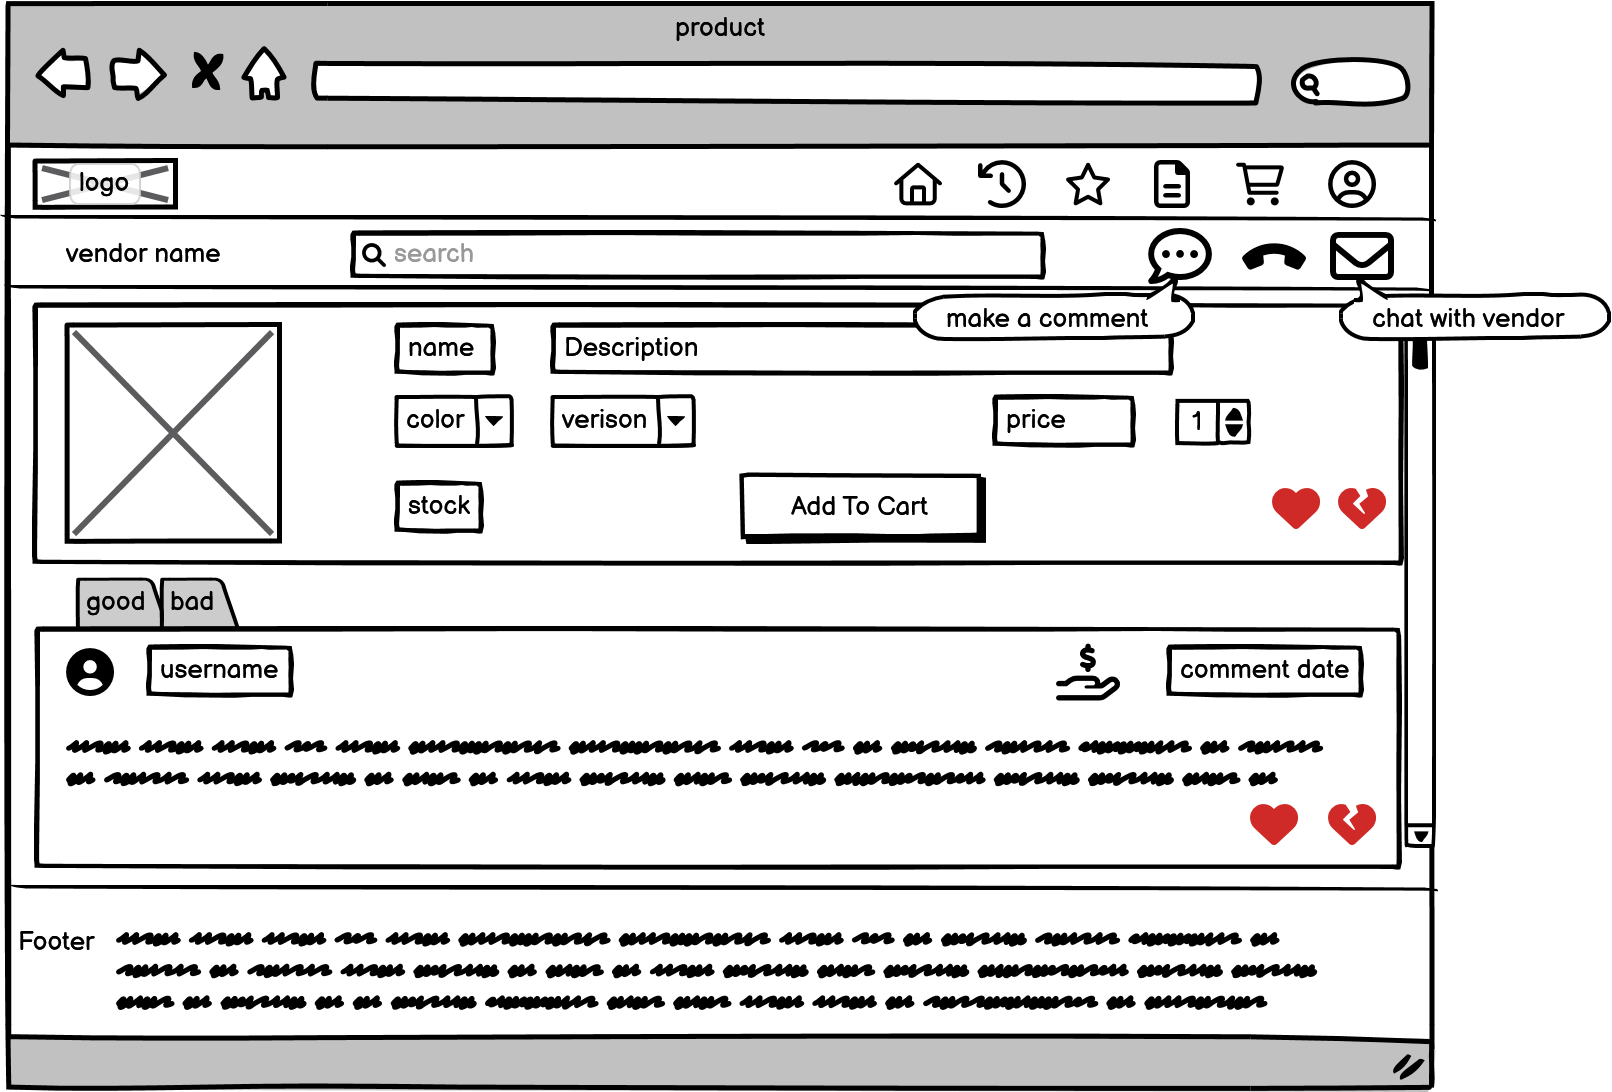 product
logo
vendor name
search
make a comment
chat with vendor
name
Description
color
verison
price
1
stock
Add To Cart
good
bad
username
$
comment date
Footer